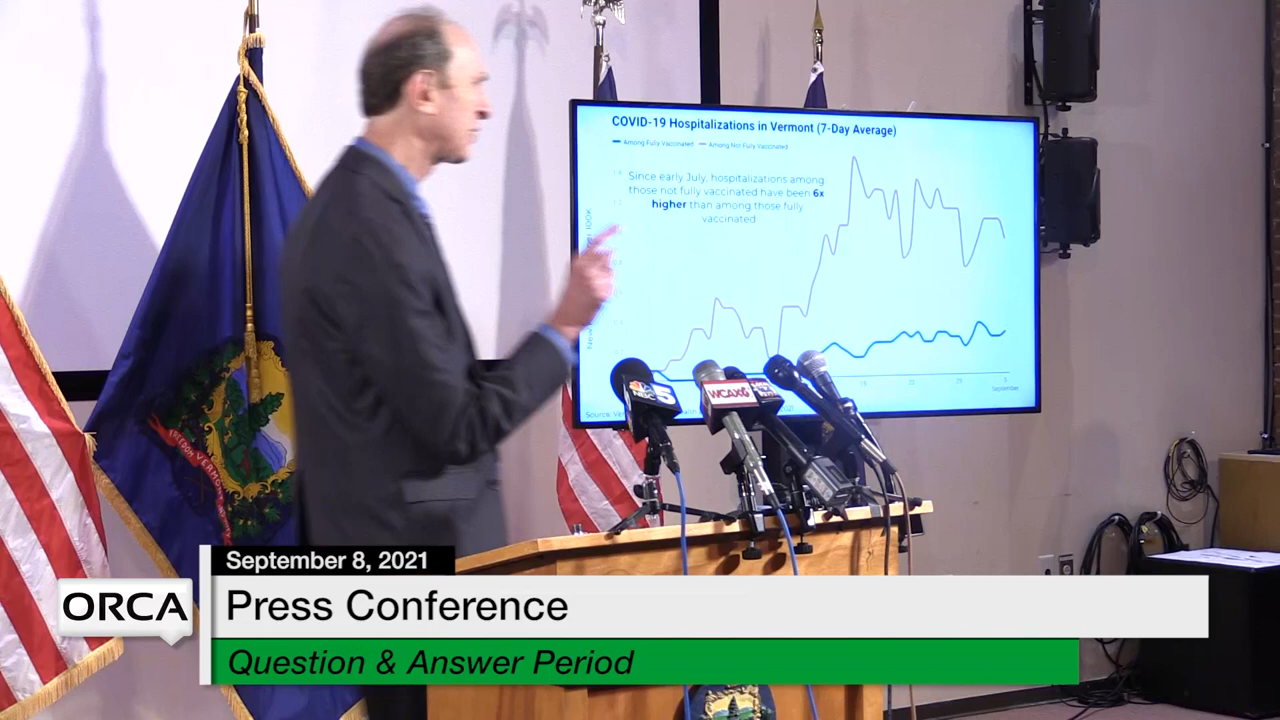 COVID-19 Hospitalizations in Vermont (7-Day Average)
Among Fully Vaccinated Among Not Fully Vaccinated
Since early July, hospitalizations among
those not fully vaccinated have been 6x
higher than among those fully
vaccinated
September
Source:
FREEDOM
NBC 5
WCAX
September 8, 2021
ORCA
Press Conference
Question & Answer Period